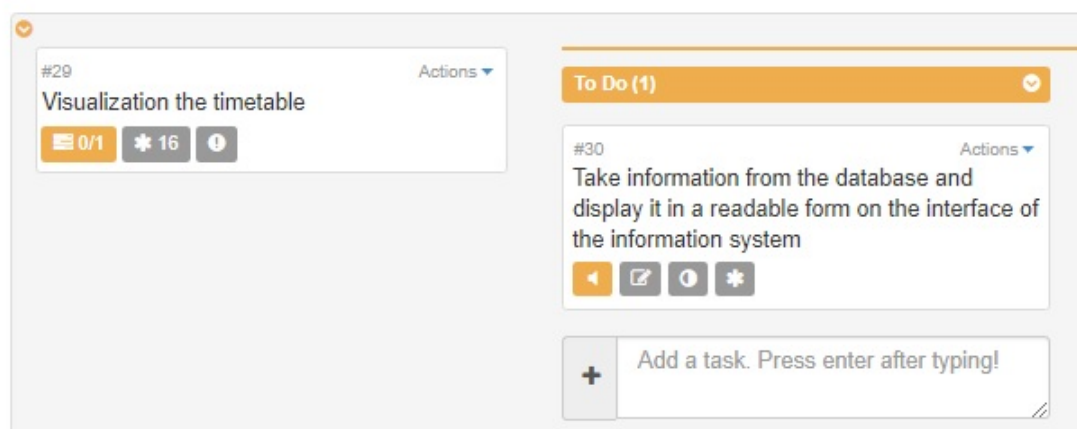 #29
Actions
Visualization the timetable
0/1
16
To Do (1)
#30
Actions
Take information from the database and
display it in a readable form on the interface of
the information system
Add a task. Press enter after typing!